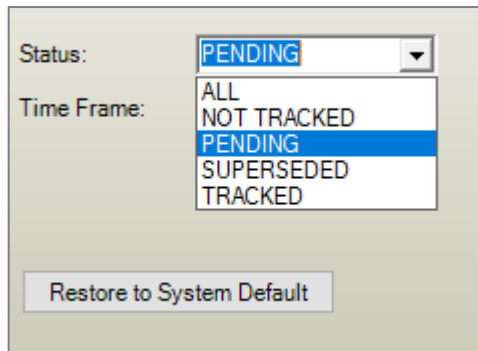 Status:
PENDING
ALL
Time Frame:
NOT TRACKED
PENDING
SUPERSEDED
TRACKED
Restore to System Default